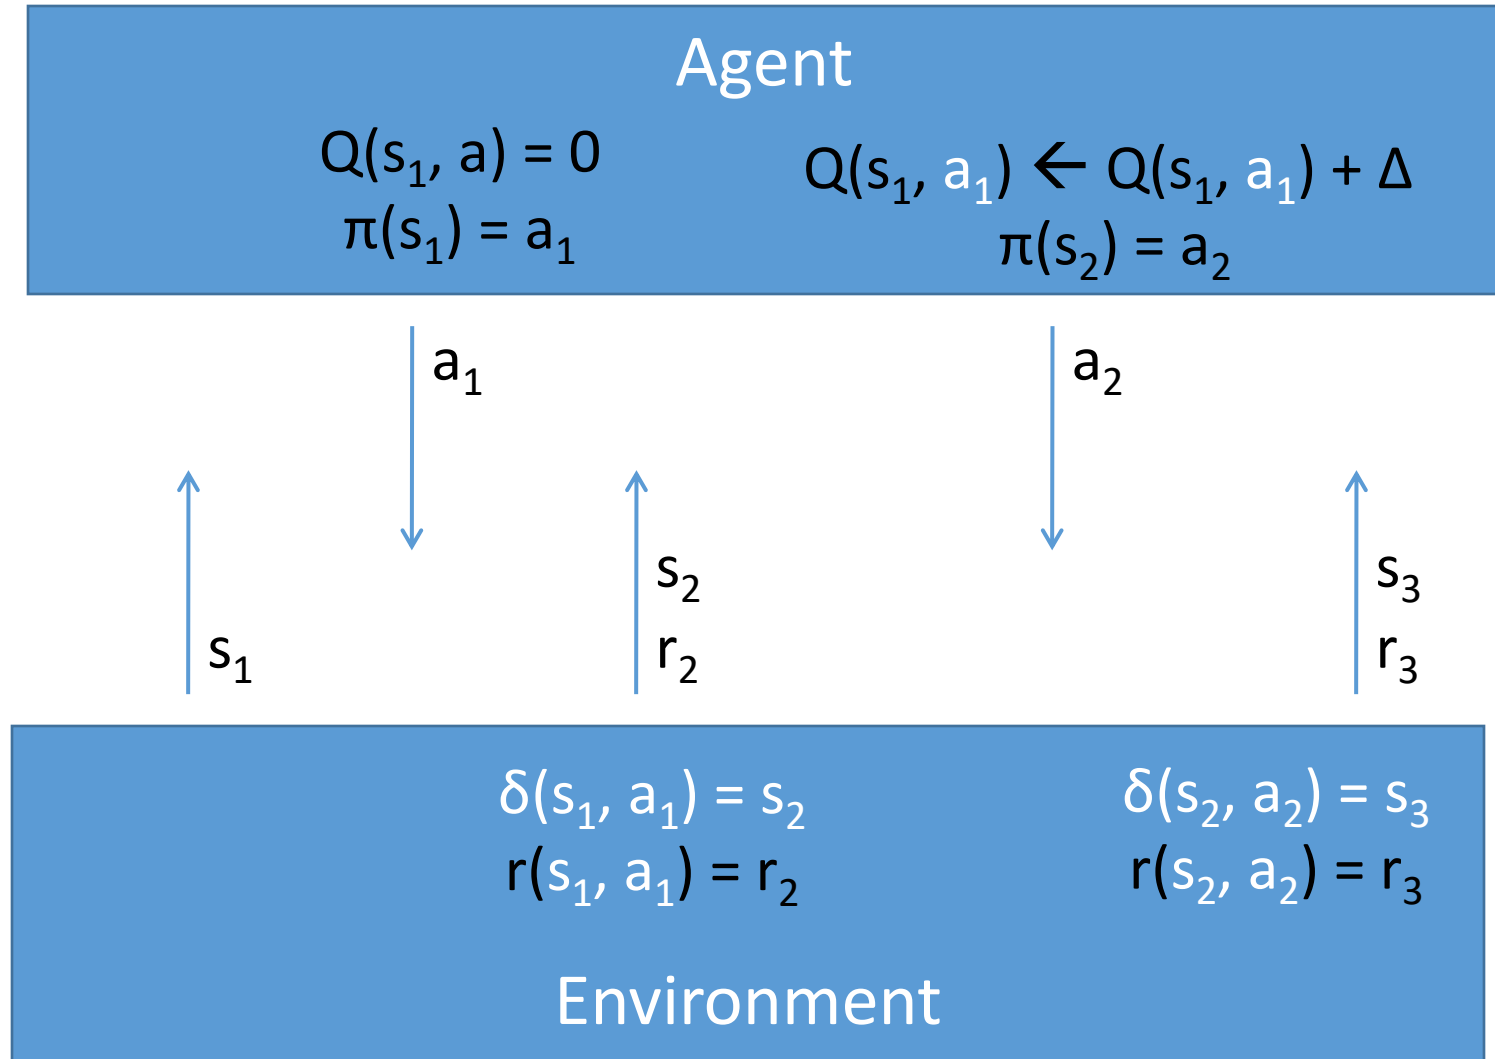 Agent
Q(s₁, a) = 0
π(s₁) = a₁
Q(s₁, a₁) 🡨 Q(s₁, a₁) + Δ
π(s₂) = a₂
a₁
a₂
s₁
s₂
r₂
s₃
r₃
δ(s₁, a₁) = s₂
r(s₁, a₁) = r₂
δ(s₂, a₂) = s₃
r(s₂, a₂) = r₃
Environment